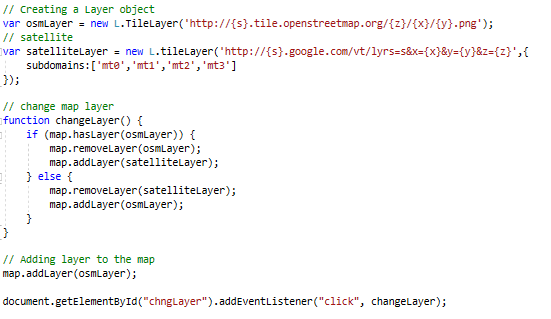 // Creating a Layer object
var osmLayer = new L.TileLayer('http://{s}.tile.openstreetmap.org/{z}/{x}/{y}.png');
// satellite
var satelliteLayer = new L.tileLayer('http://{s}.google.com/vt/lyrs=s&x={x}&y={y}&z={z}',{
    subdomains:['mt0','mt1','mt2','mt3']
});

// change map layer
function changeLayer() {
    if (map.hasLayer(osmLayer)) {
        map.removeLayer(osmLayer);
        map.addLayer(satelliteLayer);
    } else {
        map.removeLayer(satelliteLayer);
        map.addLayer(osmLayer);
    }
}

// Adding layer to the map
map.addLayer(osmLayer);

document.getElementById("chngLayer").addEventListener("click", changeLayer);